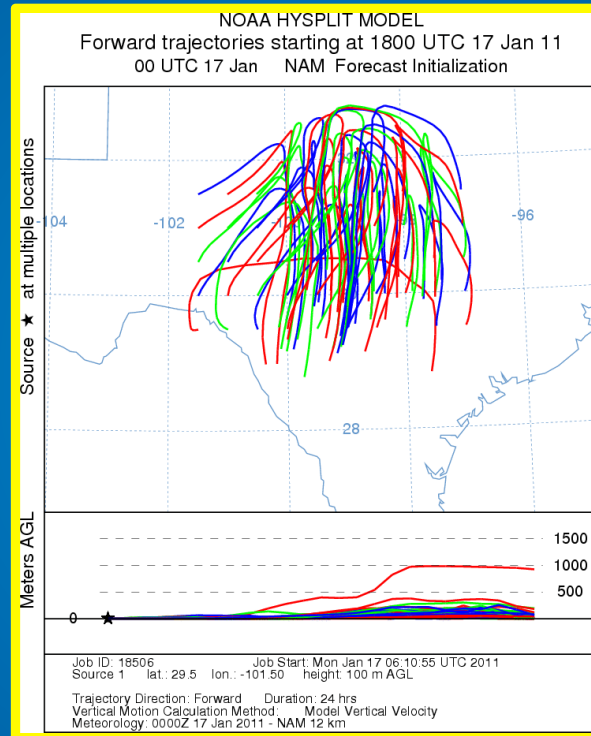 NOAA HYSPLIT MODEL
Forward trajectories starting at 1800 UTC 17 Jan 11
00 UTC 17 Jan NAM Forecast Initialization
Source ★ at multiple locations
-104
-102
-96
28
Meters AGL
1500
1000
500
0
★
Job ID: 18506 Job Start: Mon Jan 17 06:10:55 UTC 2011
Source 1 lat.: 29.5 lon.: -101.50 height: 100 m AGL
Trajectory Direction: Forward Duration: 24 hrs
Vertical Motion Calculation Method: Model Vertical Velocity
Meteorology: 0000Z 17 Jan 2011 - NAM 12 km